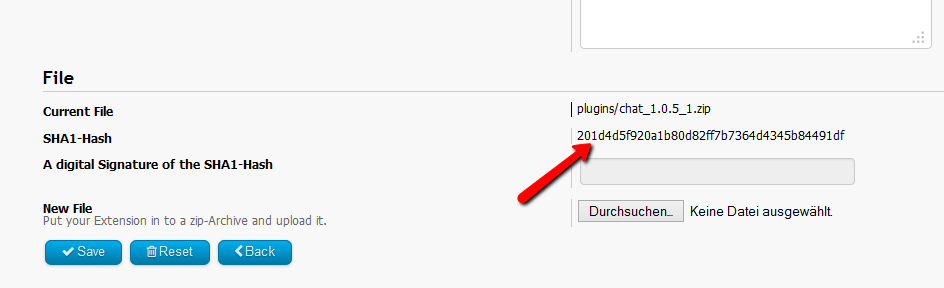 File
Current File plugins/chat_1.0.5_1.zip
SHA1-Hash 201d4d5f920a1b80d82ff7b7364d4345b84491df
A digital Signature of the SHA1-Hash
New File
Put your Extension in to a zip-Archive and upload it.
Durchsuchen... Keine Datei ausgewählt.
Save Reset Back